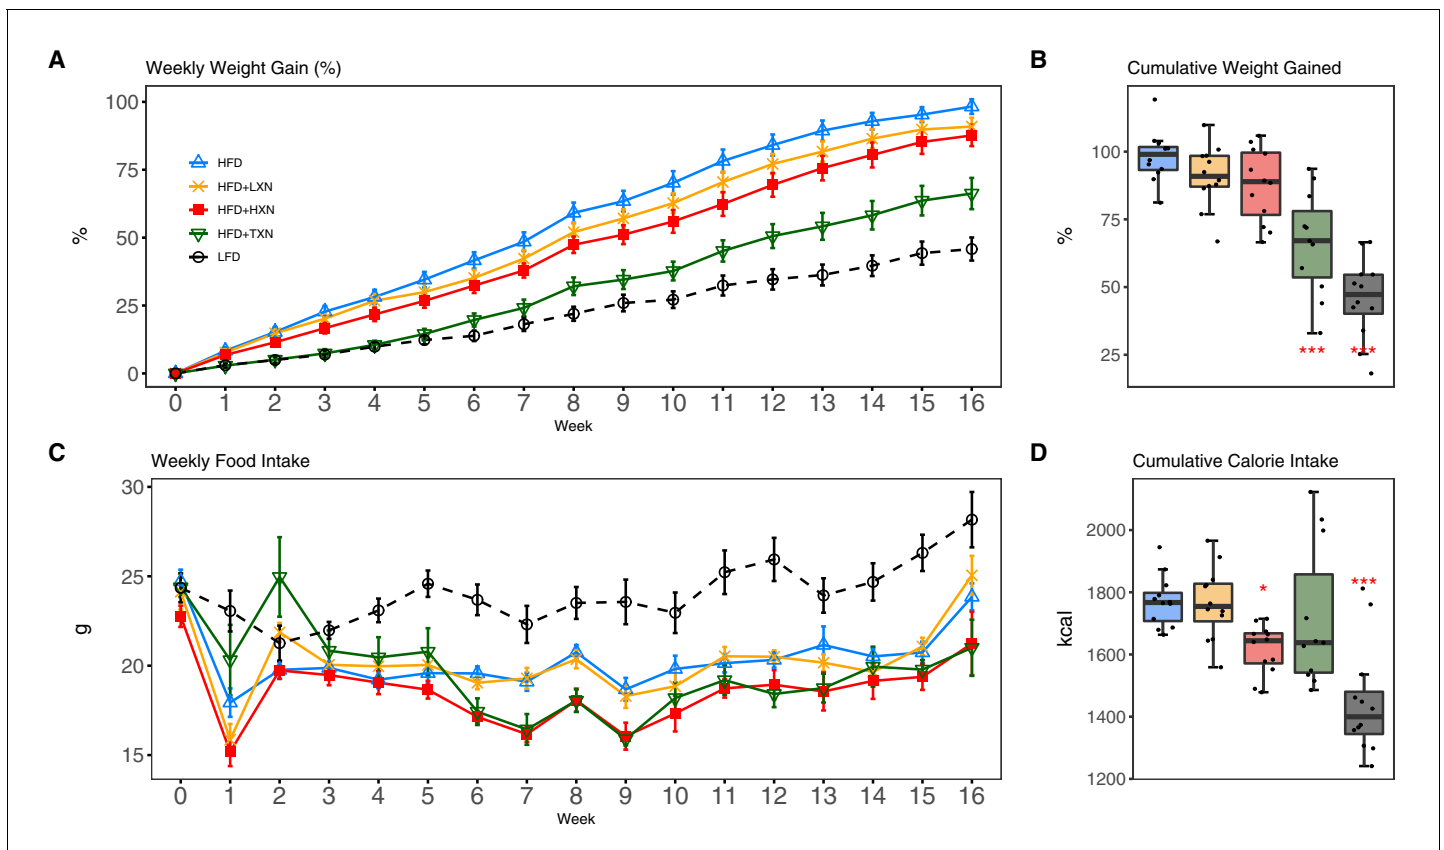 A
Weekly Weight Gain (%)
100
75
50
25
0
%
HFD
HFD+LXN
HFD+HXN
HFD+TXN
LFD
0 1 2 3 4 5 6 7 8 9 10 11 12 13 14 15 16
Week
B
Cumulative Weight Gained
100
75
50
25
%
*** ***
C
Weekly Food Intake
30
25
20
15
g
0 1 2 3 4 5 6 7 8 9 10 11 12 13 14 15 16
Week
D
Cumulative Calorie Intake
2000
1800
1600
1400
1200
kcal
* ***